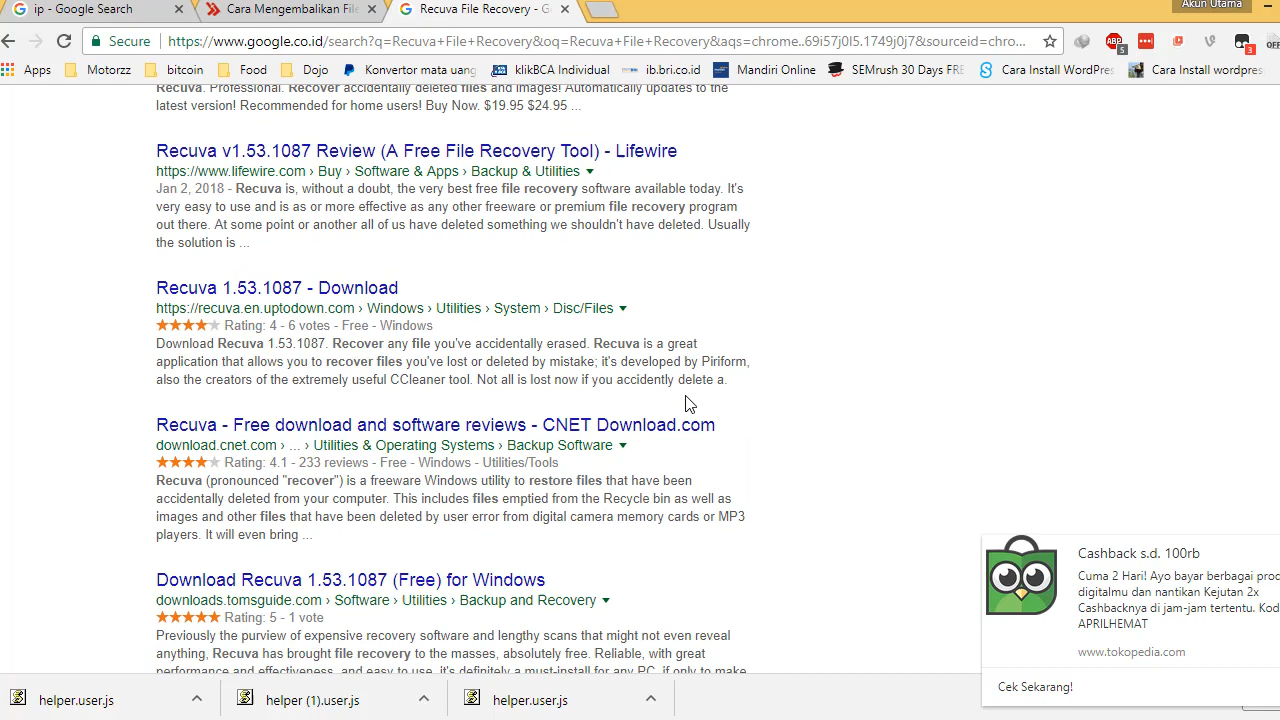 ip - Google Search
Cara Mengembalikan File
Recuva File Recovery - G
Akun Utama
Secure
https://www.google.co.id/search?q=Recuva+File+Recovery&oq=Recuva+File+Recovery&aqs=chrome..69i57j0l5.1749j0j7&sourceid=chro...
ABP
5
3
OFF
Apps
Motorzz
bitcoin
Food
Dojo
Konvertor mata uang
klikBCA Individual
ib.bri.co.id
Mandiri Online
SEMrush 30 Days FRE
Cara Install WordPre
Cara Install wordpres
Recuva. Professional. Recover accidentally deleted files and images! Automatically updates to the
latest version! Recommended for home users! Buy Now. $19.95 $24.95 ...
Recuva v1.53.1087 Review (A Free File Recovery Tool) - Lifewire
https://www.lifewire.com › Buy › Software & Apps › Backup & Utilities
Jan 2, 2018 - Recuva is, without a doubt, the very best free file recovery software available today. It's
very easy to use and is as or more effective as any other freeware or premium file recovery program
out there. At some point or another all of us have deleted something we shouldn't have deleted. Usually
the solution is ...
Recuva 1.53.1087 - Download
https://recuva.en.uptodown.com › Windows › Utilities › System › Disc/Files
Rating: 4 - 6 votes - Free - Windows
Download Recuva 1.53.1087. Recover any file you've accidentally erased. Recuva is a great
application that allows you to recover files you've lost or deleted by mistake; it's developed by Piriform,
also the creators of the extremely useful CCleaner tool. Not all is lost now if you accidently delete a.
Recuva - Free download and software reviews - CNET Download.com
download.cnet.com › ... › Utilities & Operating Systems › Backup Software
Rating: 4.1 - 233 reviews - Free - Windows - Utilities/Tools
Recuva (pronounced "recover") is a freeware Windows utility to restore files that have been
accidentally deleted from your computer. This includes files emptied from the Recycle bin as well as
images and other files that have been deleted by user error from digital camera memory cards or MP3
players. It will even bring ...
Download Recuva 1.53.1087 (Free) for Windows
downloads.tomsguide.com › Software › Utilities › Backup and Recovery
Rating: 5 - 1 vote
Previously the purview of expensive recovery software and lengthy scans that might not even reveal
anything, Recuva has brought file recovery to the masses, absolutely free. Reliable, with great
performance and effectiveness, and easy to use, it's definitely a must-install for any PC, if only to make
Cashback s.d. 100rb
Cuma 2 Hari! Ayo bayar berbagai proc
digitalmu dan nantikan Kejutan 2x
Cashbacknya di jam-jam tertentu. Kod
APRILHEMAT
www.tokopedia.com
Cek Sekarang!
helper.user.js
helper (1).user.js
helper.user.js